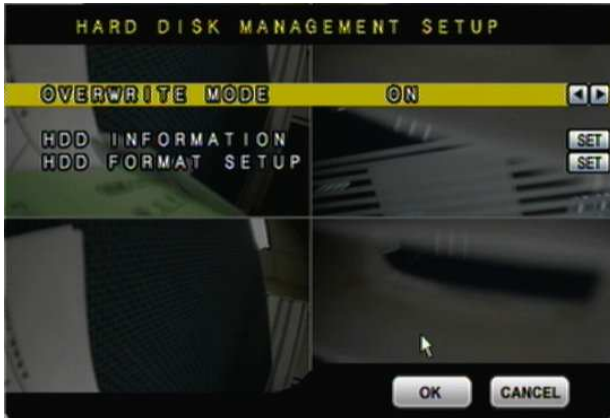 HARD DISK MANAGEMENT SETUP
OVERWRITE MODE ON
HDD INFORMATION SET
HDD FORMAT SETUP SET
OK CANCEL